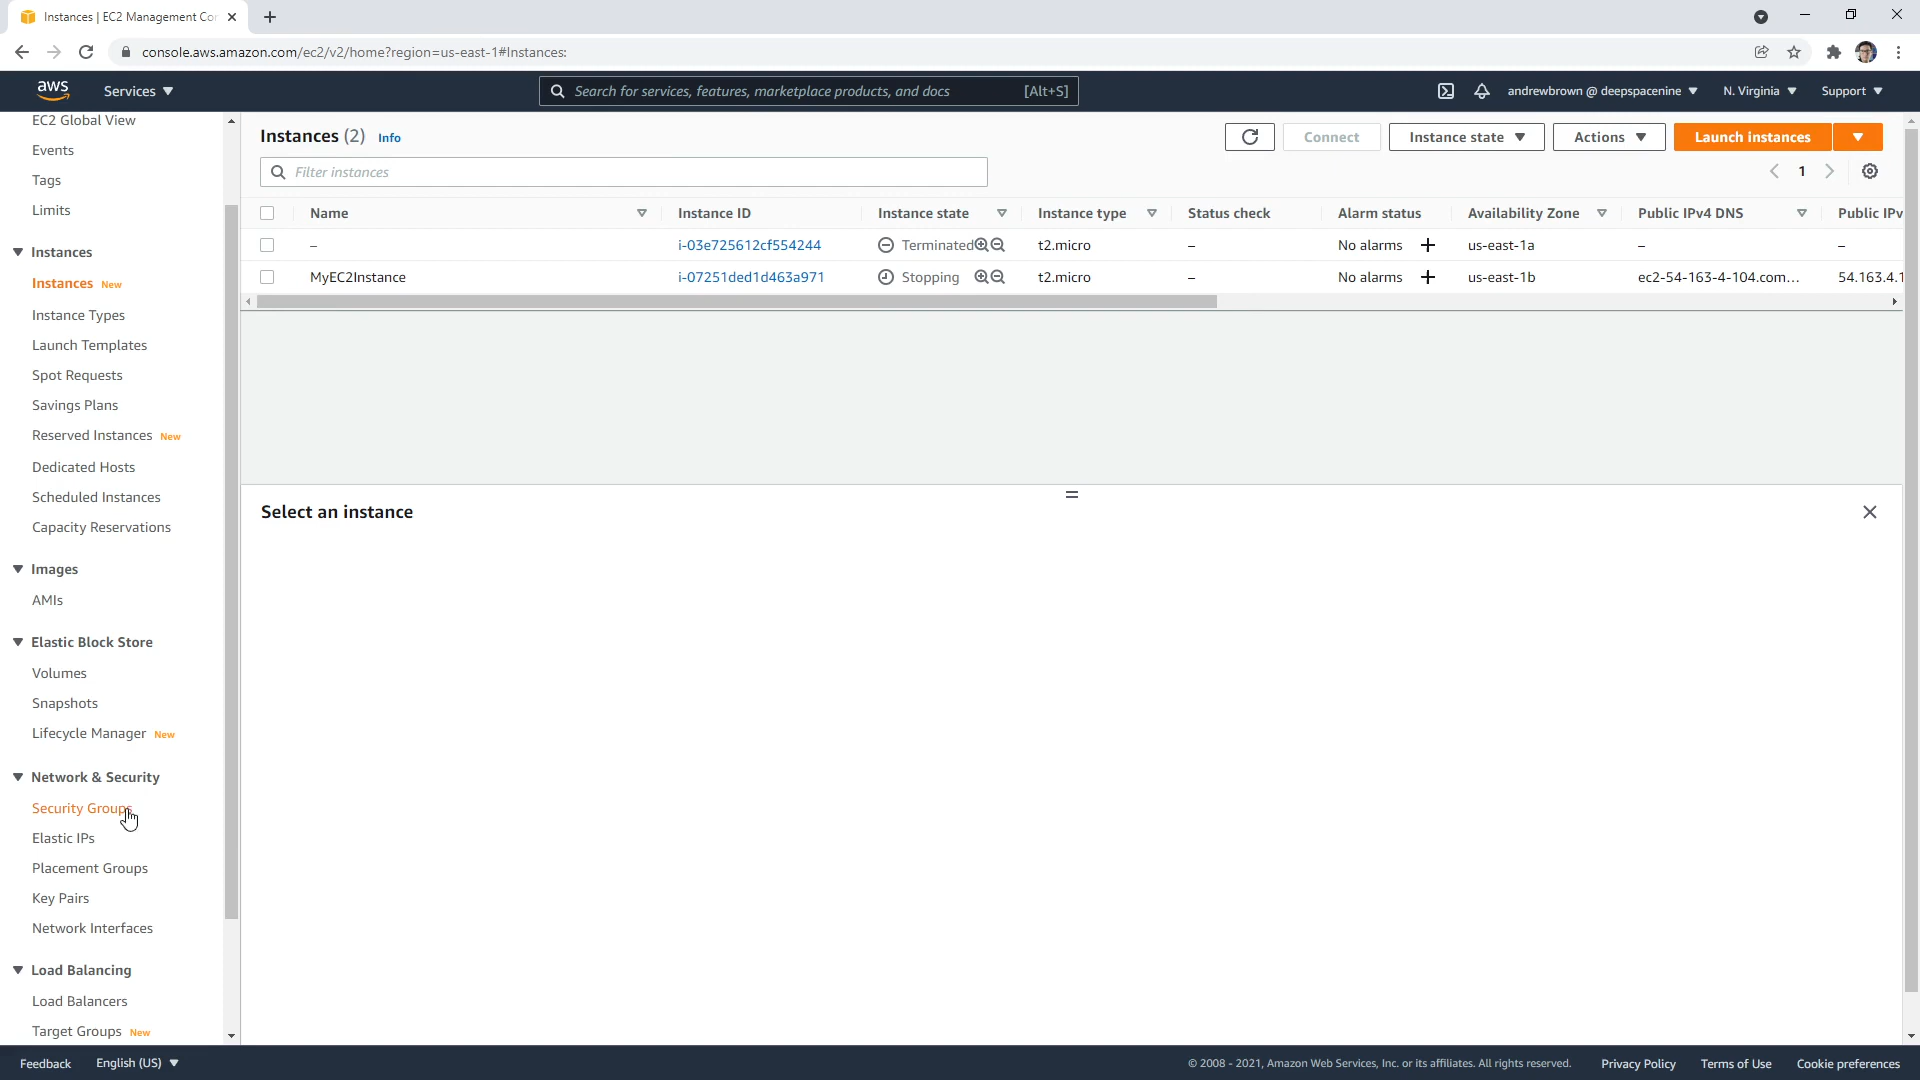 Instances | EC2 Management Cor
console.aws.amazon.com/ec2/v2/home?region=us-east-1#Instances:
aws
Services
Search for services, features, marketplace products, and docs
[Alt+S]
andrewbrown @ deepspacenine
N. Virginia
Support
EC2 Global View
Events
Tags
Limits
Instances
Instances New
Instance Types
Launch Templates
Spot Requests
Savings Plans
Reserved Instances New
Dedicated Hosts
Scheduled Instances
Capacity Reservations
Images
AMIs
Elastic Block Store
Volumes
Snapshots
Lifecycle Manager New
Network & Security
Security Groups
Elastic IPs
Placement Groups
Key Pairs
Network Interfaces
Load Balancing
Load Balancers
Target Groups New
Instances (2) Info
Connect
Instance state
Actions
Launch instances
Filter instances
1
Name Instance ID Instance state Instance type Status check Alarm status Availability Zone Public IPv4 DNS Public IPv
– i-03e725612cf554244 Terminated t2.micro – No alarms + us-east-1a – –
MyEC2Instance i-07251ded1d463a971 Stopping t2.micro – No alarms + us-east-1b ec2-54-163-4-104.com... 54.163.4.1
Select an instance
Feedback
English (US)
© 2008 - 2021, Amazon Web Services, Inc. or its affiliates. All rights reserved.
Privacy Policy
Terms of Use
Cookie preferences